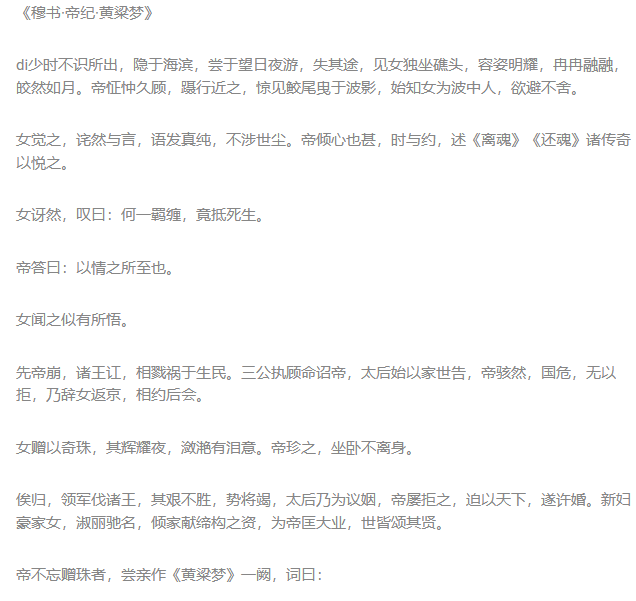 《穆书·帝纪·黄粱梦》
di少时不识所出，隐于海滨，尝于望日夜游，失其途，见女独坐礁头，容姿明耀，冉冉融融，
皎然如月。帝怔忡久顾，蹑行近之，惊见鲛尾曳于波影，始知女为波中人，欲避不舍。
女觉之，诧然与言，语发真纯，不涉世尘。帝倾心也甚，时与约，述《离魂》《还魂》诸传奇
以悦之。
女讶然，叹曰：何一羁缠，竟抵死生。
帝答曰：以情之所至也。
女闻之似有所悟。
先帝崩，诸王讧，相戮祸于生民。三公执顾命诏帝，太后始以家世告，帝骇然，国危，无以
拒，乃辞女返京，相约后会。
女赠以奇珠，其辉耀夜，潋滟有泪意。帝珍之，坐卧不离身。
俟归，领军伐诸王，其艰不胜，势将竭，太后乃为议姻，帝屡拒之，迫以天下，遂许婚。新妇
豪家女，淑丽驰名，倾家献缔构之资，为帝匡大业，世皆颂其贤。
帝不忘赠珠者，尝亲作《黄粱梦》一阙，词曰：